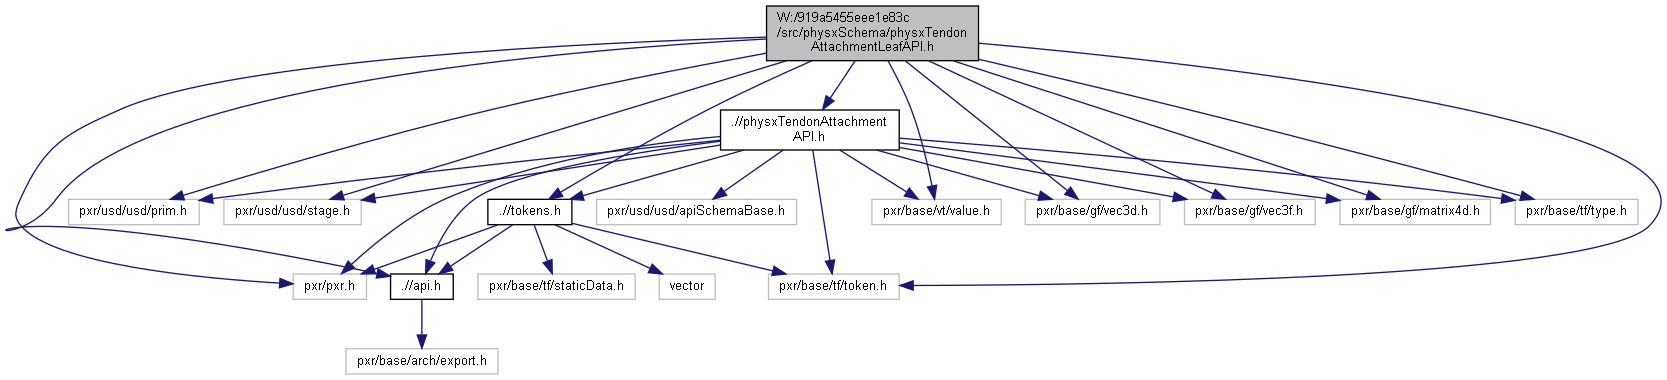 W:/919a5455eee1e83c
/src/physxSchema/physxTendon
AttachmentLeafAPI.h
.//physxTendonAttachment
API.h
pxr/usd/usd/prim.h
pxr/usd/usd/stage.h
.//tokens.h
pxr/usd/usd/apiSchemaBase.h
pxr/base/vt/value.h
pxr/base/gf/vec3d.h
pxr/base/gf/vec3f.h
pxr/base/gf/matrix4d.h
pxr/base/tf/type.h
pxr/pxr.h
.//api.h
pxr/base/tf/staticData.h
vector
pxr/base/tf/token.h
pxr/base/arch/export.h